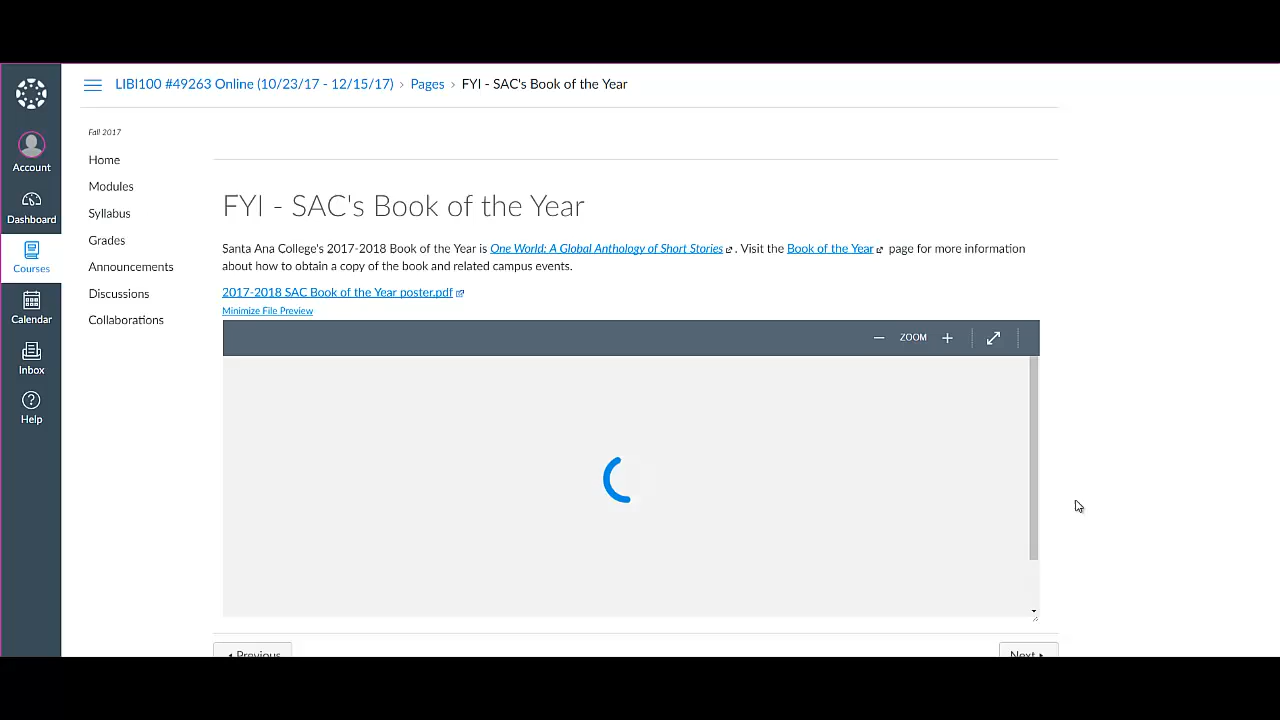 LIBI100 #49263 Online (10/23/17 - 12/15/17) › Pages › FYI - SAC's Book of the Year
Account
Dashboard
Courses
Calendar
Inbox
Help
Fall 2017
Home
Modules
Syllabus
Grades
Announcements
Discussions
Collaborations
FYI - SAC's Book of the Year
Santa Ana College's 2017-2018 Book of the Year is One World: A Global Anthology of Short Stories . Visit the Book of the Year page for more information
about how to obtain a copy of the book and related campus events.
2017-2018 SAC Book of the Year poster.pdf
Minimize File Preview
ZOOM
Previous
Next